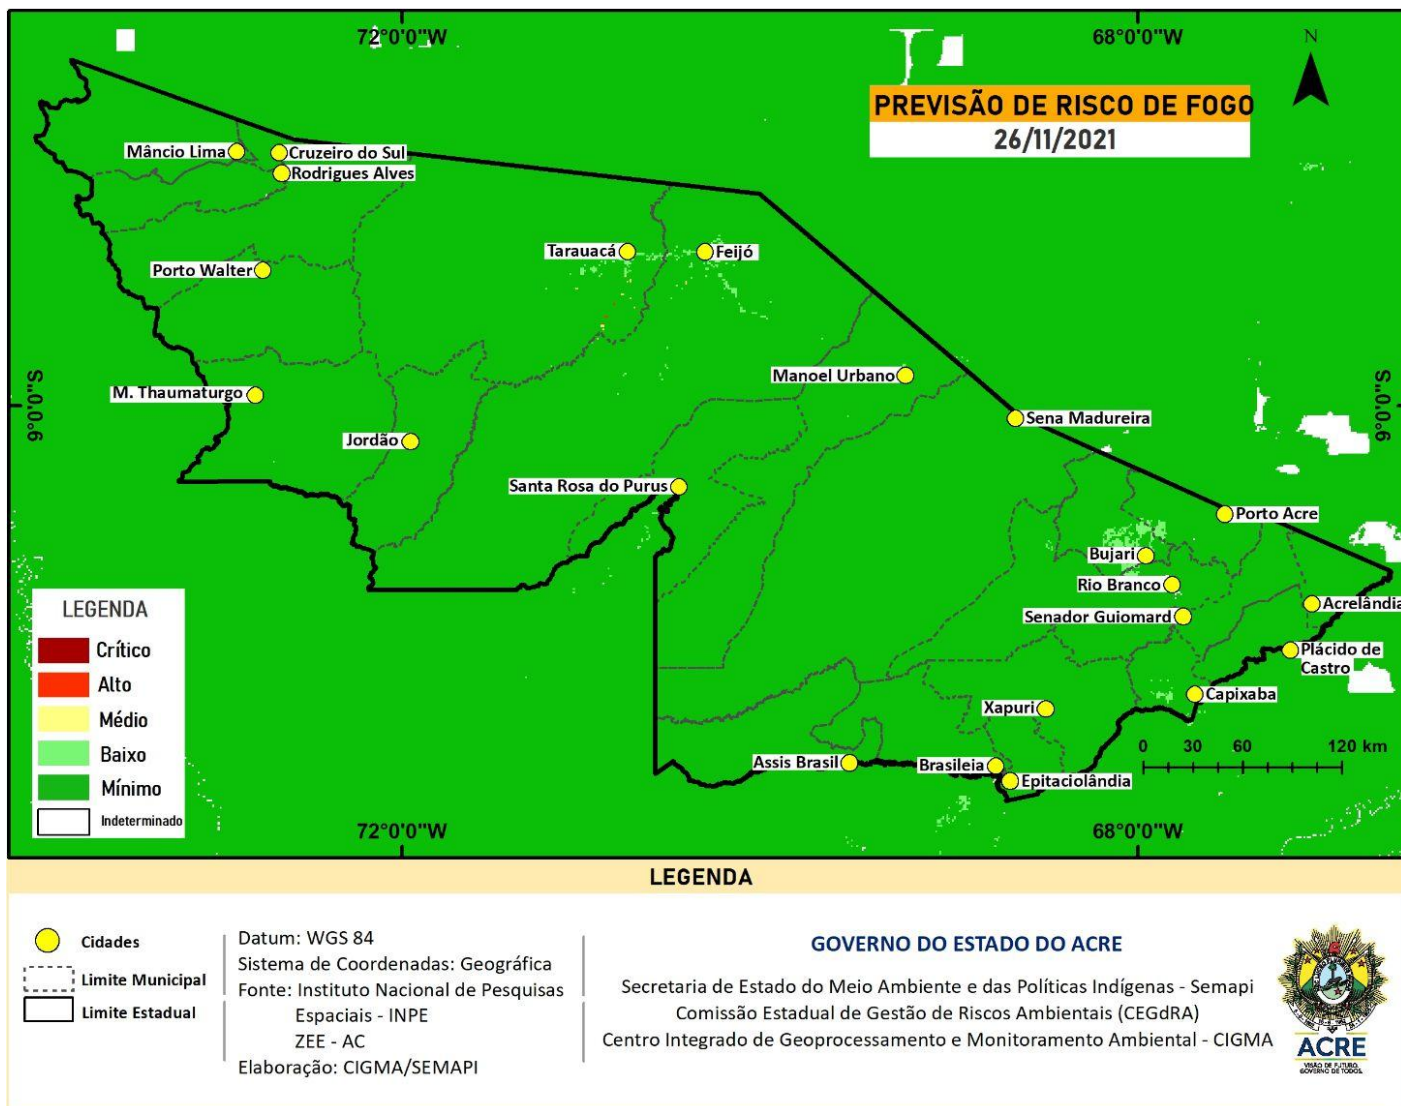 72°0'0"W
68°0'0"W
N
PREVISÃO DE RISCO DE FOGO
26/11/2021
Mâncio Lima
Cruzeiro do Sul
Rodrigues Alves
Tarauacá
Feijó
Porto Walter
Manoel Urbano
M. Thaumaturgo
9°0'0"S
9°0'0"S
Sena Madureira
Jordão
Santa Rosa do Purus
Porto Acre
Bujari
Rio Branco
Acrelândia
Senador Guiomard
Plácido de
Castro
Capixaba
Xapuri
Assis Brasil
Brasileia
Epitaciolândia
0 30 60 120 km
LEGENDA
Crítico
Alto
Médio
Baixo
Mínimo
Indeterminado
72°0'0"W
68°0'0"W
LEGENDA
Cidades
Limite Municipal
Limite Estadual
Datum: WGS 84
Sistema de Coordenadas: Geográfica
Fonte: Instituto Nacional de Pesquisas
Espaciais - INPE
ZEE - AC
Elaboração: CIGMA/SEMAPI
GOVERNO DO ESTADO DO ACRE
Secretaria de Estado do Meio Ambiente e das Políticas Indígenas - Semapi
Comissão Estadual de Gestão de Riscos Ambientais (CEGdRA)
Centro Integrado de Geoprocessamento e Monitoramento Ambiental - CIGMA
ACRE
VISÃO DE FUTURO,
GOVERNO DE TODOS.